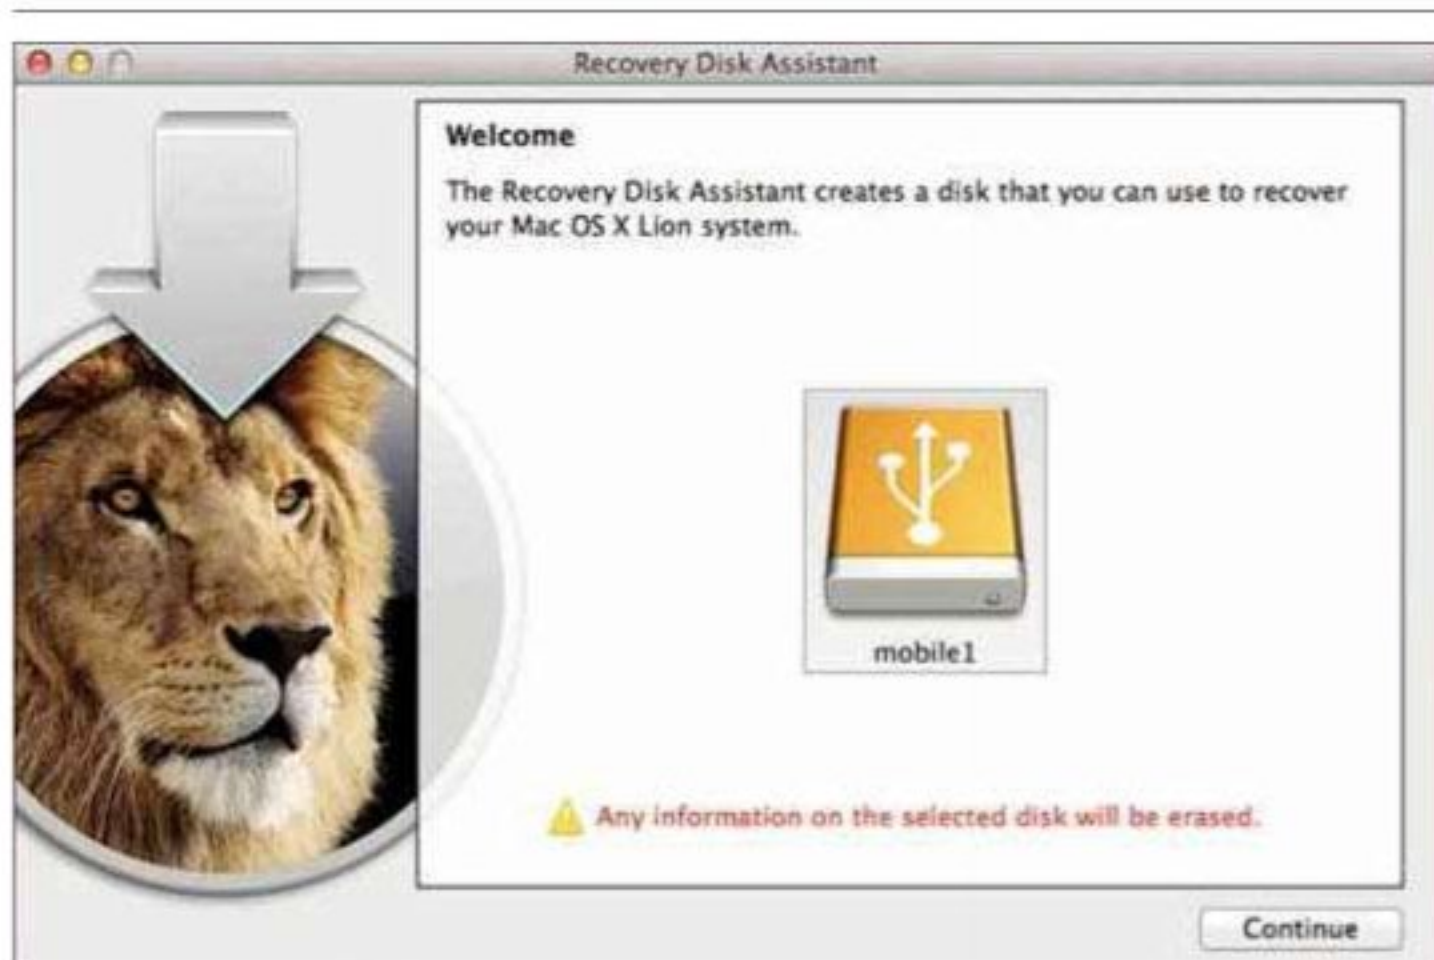 Recovery Disk Assistant
Welcome
The Recovery Disk Assistant creates a disk that you can use to recover
your Mac OS X Lion system.
mobile1
Any information on the selected disk will be erased.
Continue